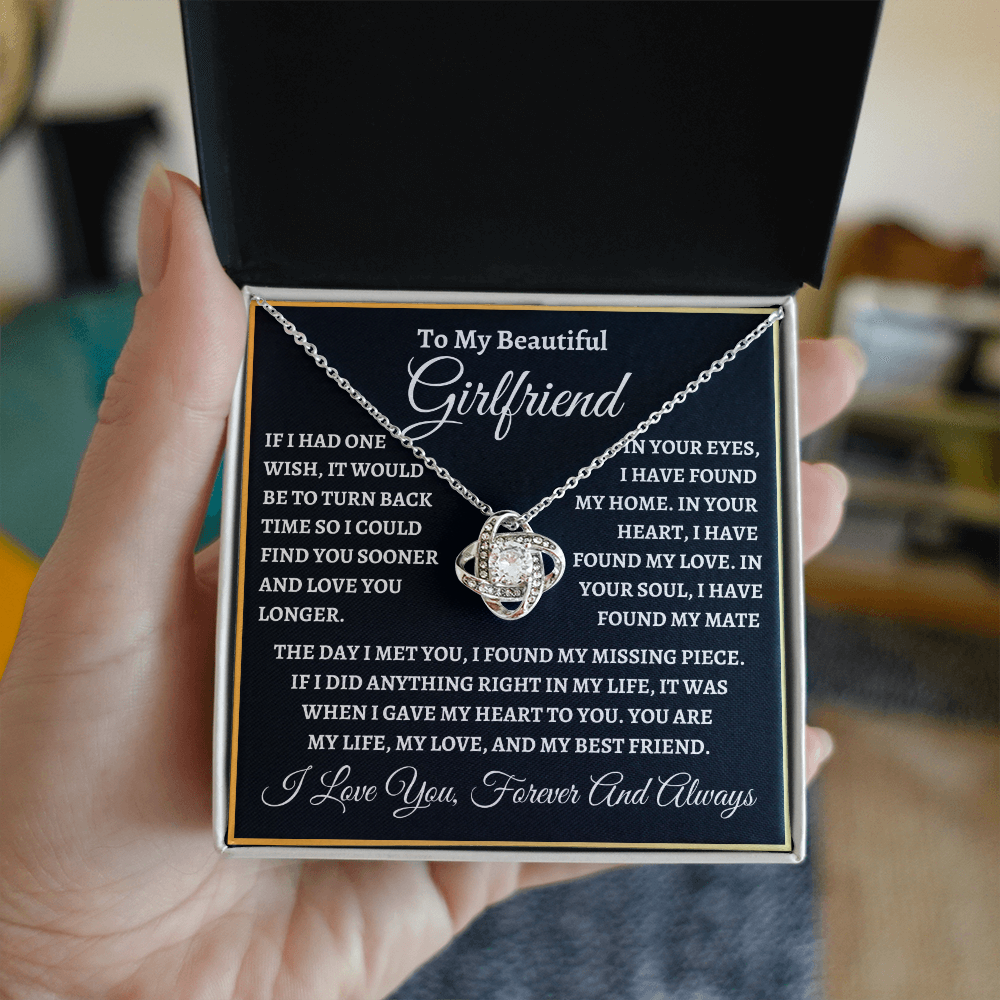 To My Beautiful
Girlfriend
IF I HAD ONE
WISH, IT WOULD
BE TO TURN BACK
TIME SO I COULD
FIND YOU SOONER
AND LOVE YOU
LONGER.
IN YOUR EYES,
I HAVE FOUND
MY HOME. IN YOUR
HEART, I HAVE
FOUND MY LOVE. IN
YOUR SOUL, I HAVE
FOUND MY MATE
THE DAY I MET YOU, I FOUND MY MISSING PIECE.
IF I DID ANYTHING RIGHT IN MY LIFE, IT WAS
WHEN I GAVE MY HEART TO YOU. YOU ARE
MY LIFE, MY LOVE, AND MY BEST FRIEND.
I Love You, Forever And Always